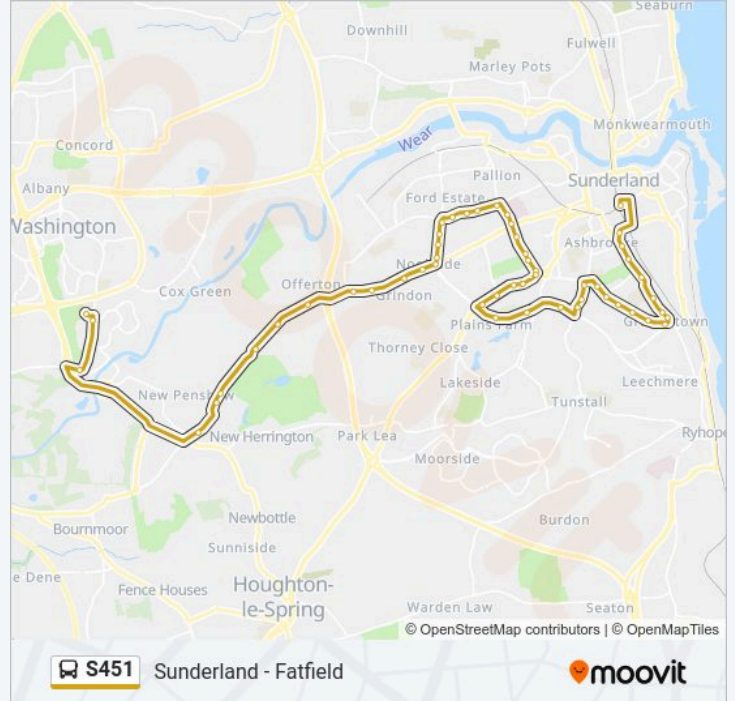 Seaburn
Downhill
Fulwell
Marley Pots
Monkwearmouth
Concord
Wear
Pallion
Sunderland
Albany
Ford Estate
Washington
Ashbrooke
Cox Green
Offerton
Grindon
Plains Farm
Grangetown
Thorney Close
New Penshaw
Lakeside
Leechmere
Tunstall
New Herrington
Park Lea
Ryhope
Moorside
Newbottle
Burdon
Bournmoor
Sunniside
Fence Houses
Houghton-
le-Spring
Warden Law
Seaton
© OpenStreetMap contributors | © OpenMapTiles
S451 Sunderland - Fatfield
moovit